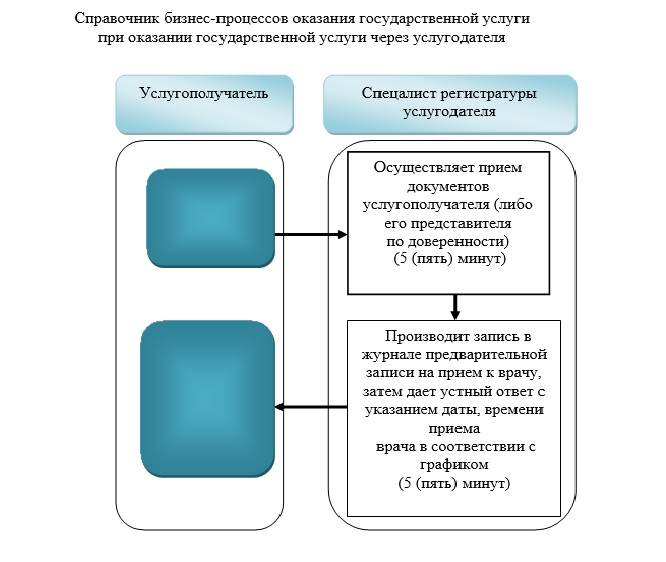 Справочник бизнес-процессов оказания государственной услуги
при оказании государственной услуги через услугодателя
Услугополучатель
Спецалист регистратуры
услугодателя
Осуществляет прием
документов
услугополучателя (либо
его представителя
по доверенности)
(5 (пять) минут)
Производит запись в
журнале предварительной
записи на прием к врачу,
затем дает устный ответ с
указанием даты, времени
приема
врача в соответствии с
графиком
(5 (пять) минут)